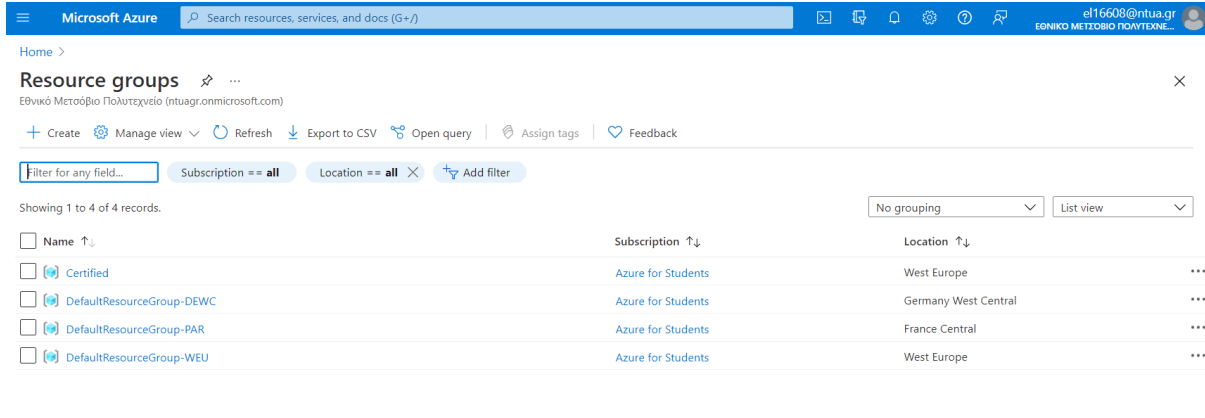 Microsoft Azure
Search resources, services, and docs (G+/)
el16608@ntua.gr
ΕΘΝΙΚΟ ΜΕΤΣΟΒΙΟ ΠΟΛΥΤΕΧΝΕ...
Home >
Resource groups ...
Εθνικό Μετσόβιο Πολυτεχνείο (ntuagr.onmicrosoft.com)
Create Manage view Refresh Export to CSV Open query Assign tags Feedback
Filter for any field... Subscription == all Location == all Add filter
Showing 1 to 4 of 4 records. No grouping List view
Name Subscription Location
Certified Azure for Students West Europe
DefaultResourceGroup-DEWC Azure for Students Germany West Central
DefaultResourceGroup-PAR Azure for Students France Central
DefaultResourceGroup-WEU Azure for Students West Europe